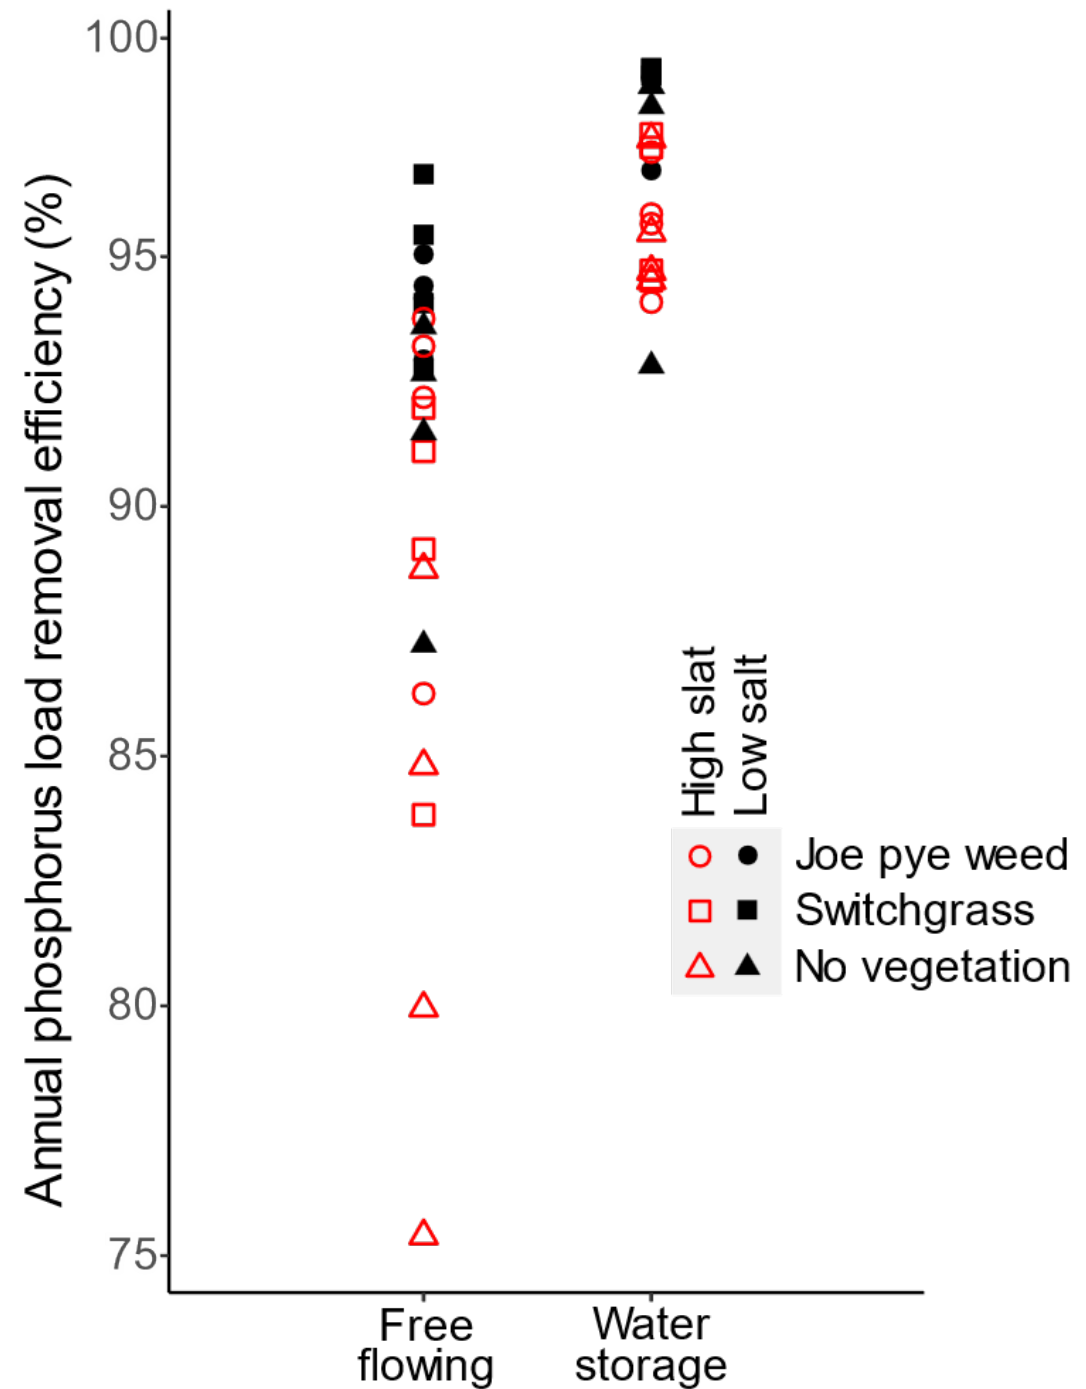 Annual phosphorus load removal efficiency (%)
100
95
90
85
80
75
High slat
Low salt
Joe pye weed
Switchgrass
No vegetation
Free
flowing
Water
storage